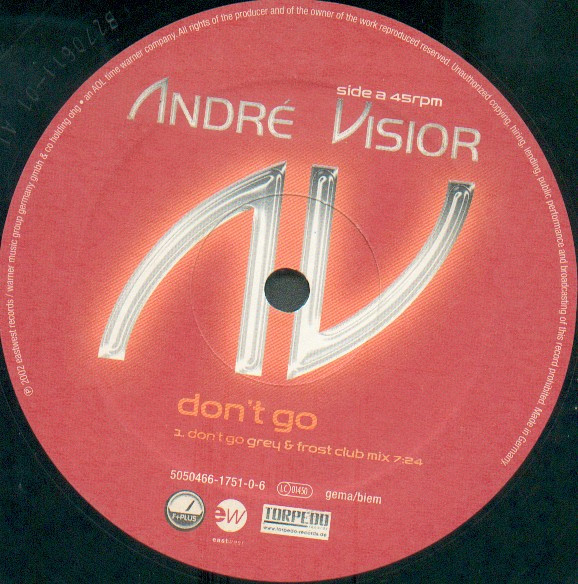 all rights of the producer and of the owner of the work reproduced reserved. Unauthorized copying, hiring, lending, public performance and broadcasting of this record prohibited. Made in Germany.
℗ 2002 eastwest records / warner music group germany gmbh & co holding ohg • an AOL time warner company.
side a 45rpm
ANDRÉ VISIOR
AV
don't go
1. don't go grey & frost club mix 7:24
5050466-1751-0-6 LC 01450 gema/biem
F+PLUS ew TORPEDO
eastwest www.torpedo-records.de